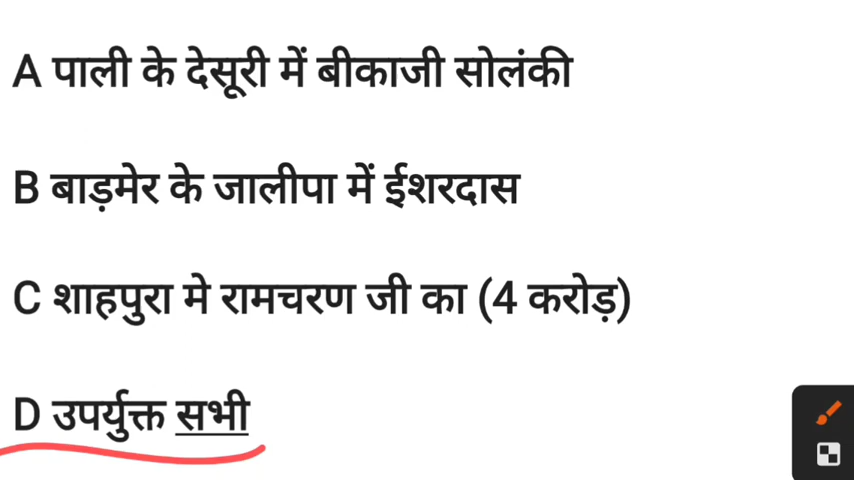 A पाली के देसूरी में बीकाजी सोलंकी
B बाड़मेर के जालीपा में ईशरदास
C शाहपुरा मे रामचरण जी का (4 करोड़)
D उपर्युक्त सभी